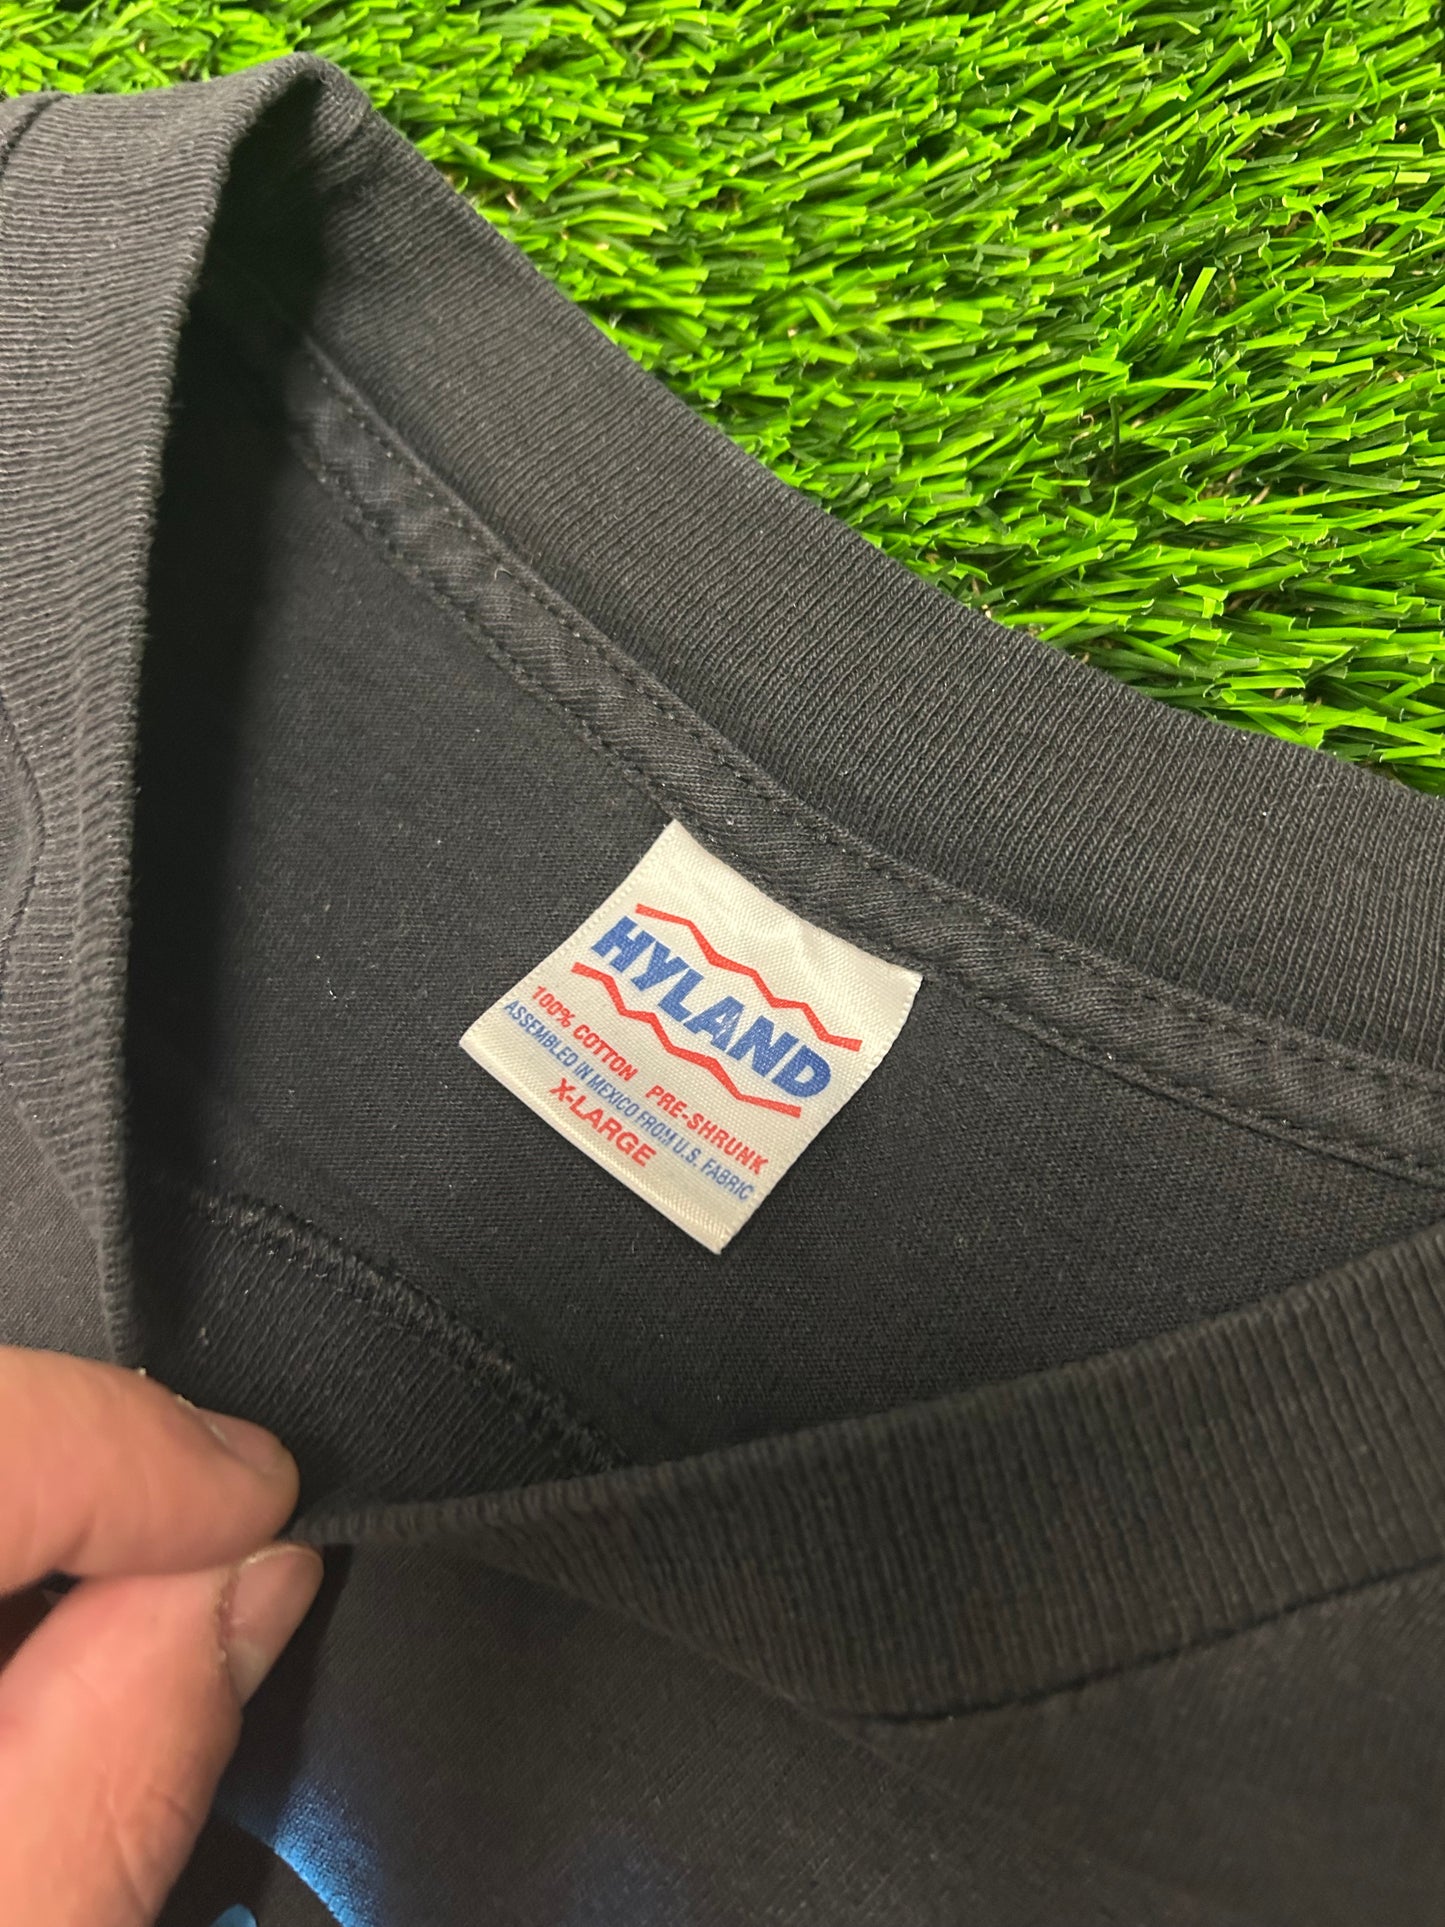 HYLAND
100% COTTON PRE-SHRUNK
ASSEMBLED IN MEXICO FROM U.S. FABRIC
X-LARGE